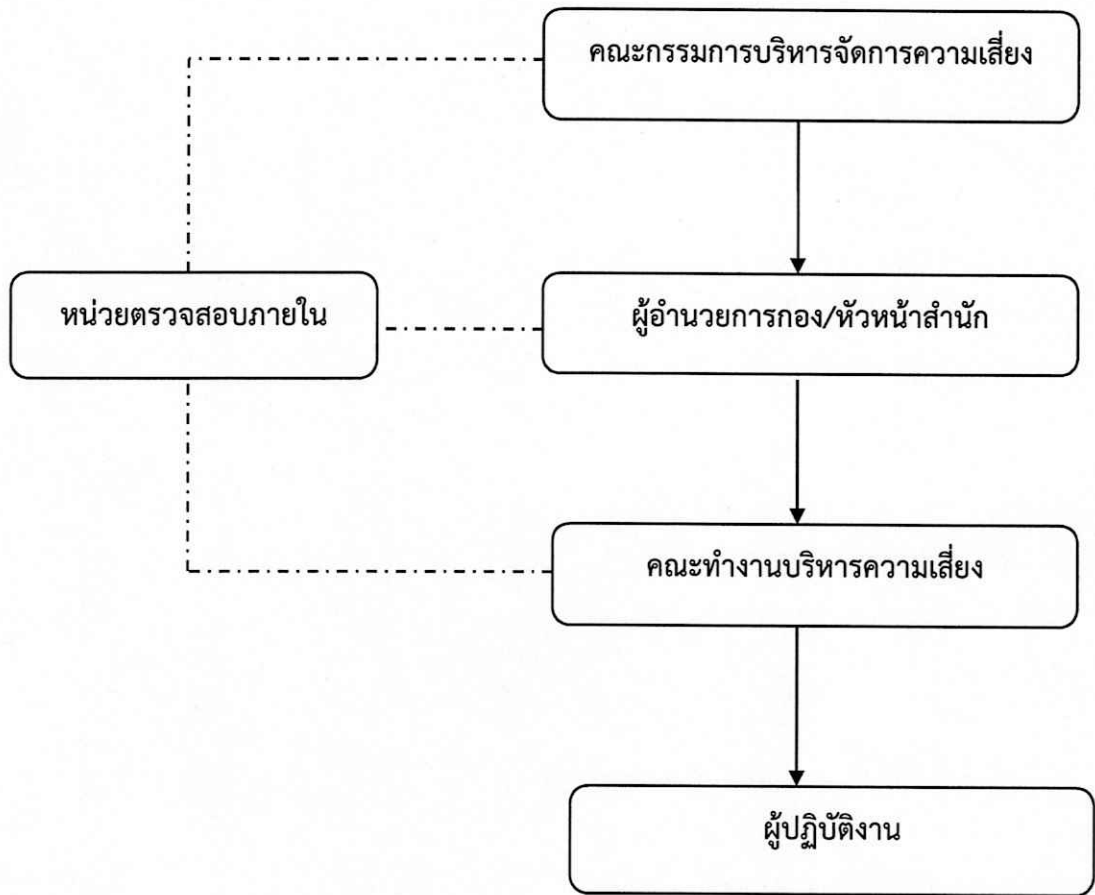 คณะกรรมการบริหารจัดการความเสี่ยง
หน่วยตรวจสอบภายใน
ผู้อำนวยการกอง/หัวหน้าสำนัก
คณะทำงานบริหารความเสี่ยง
ผู้ปฏิบัติงาน